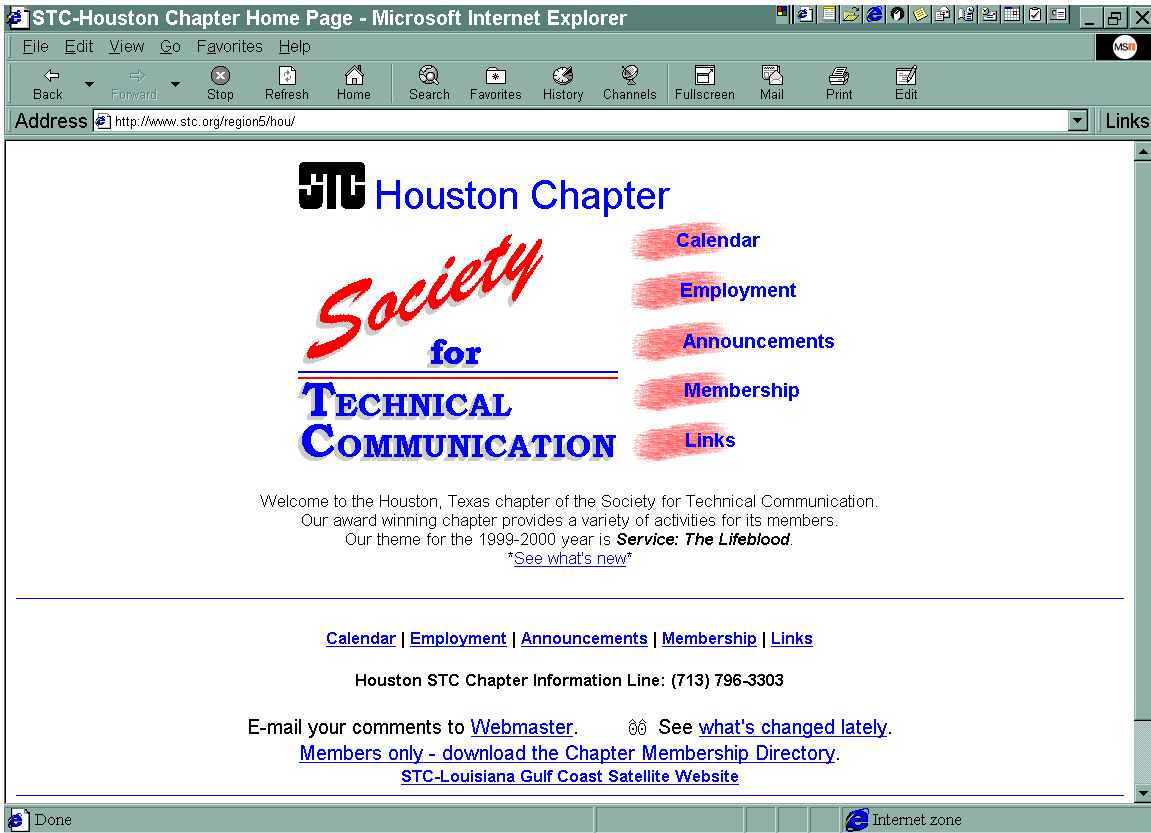 STC-Houston Chapter Home Page - Microsoft Internet Explorer
File Edit View Go Favorites Help
msn
Back Forward Stop Refresh Home Search Favorites History Channels Fullscreen Mail Print Edit
Address http://www.stc.org/region5/hou/ Links
STC Houston Chapter
Society
for
TECHNICAL
COMMUNICATION
Calendar
Employment
Announcements
Membership
Links
Welcome to the Houston, Texas chapter of the Society for Technical Communication.
Our award winning chapter provides a variety of activities for its members.
Our theme for the 1999-2000 year is Service: The Lifeblood.
*See what's new*
Calendar | Employment | Announcements | Membership | Links
Houston STC Chapter Information Line: (713) 796-3303
E-mail your comments to Webmaster. See what's changed lately.
Members only - download the Chapter Membership Directory.
STC-Louisiana Gulf Coast Satellite Website
Done Internet zone